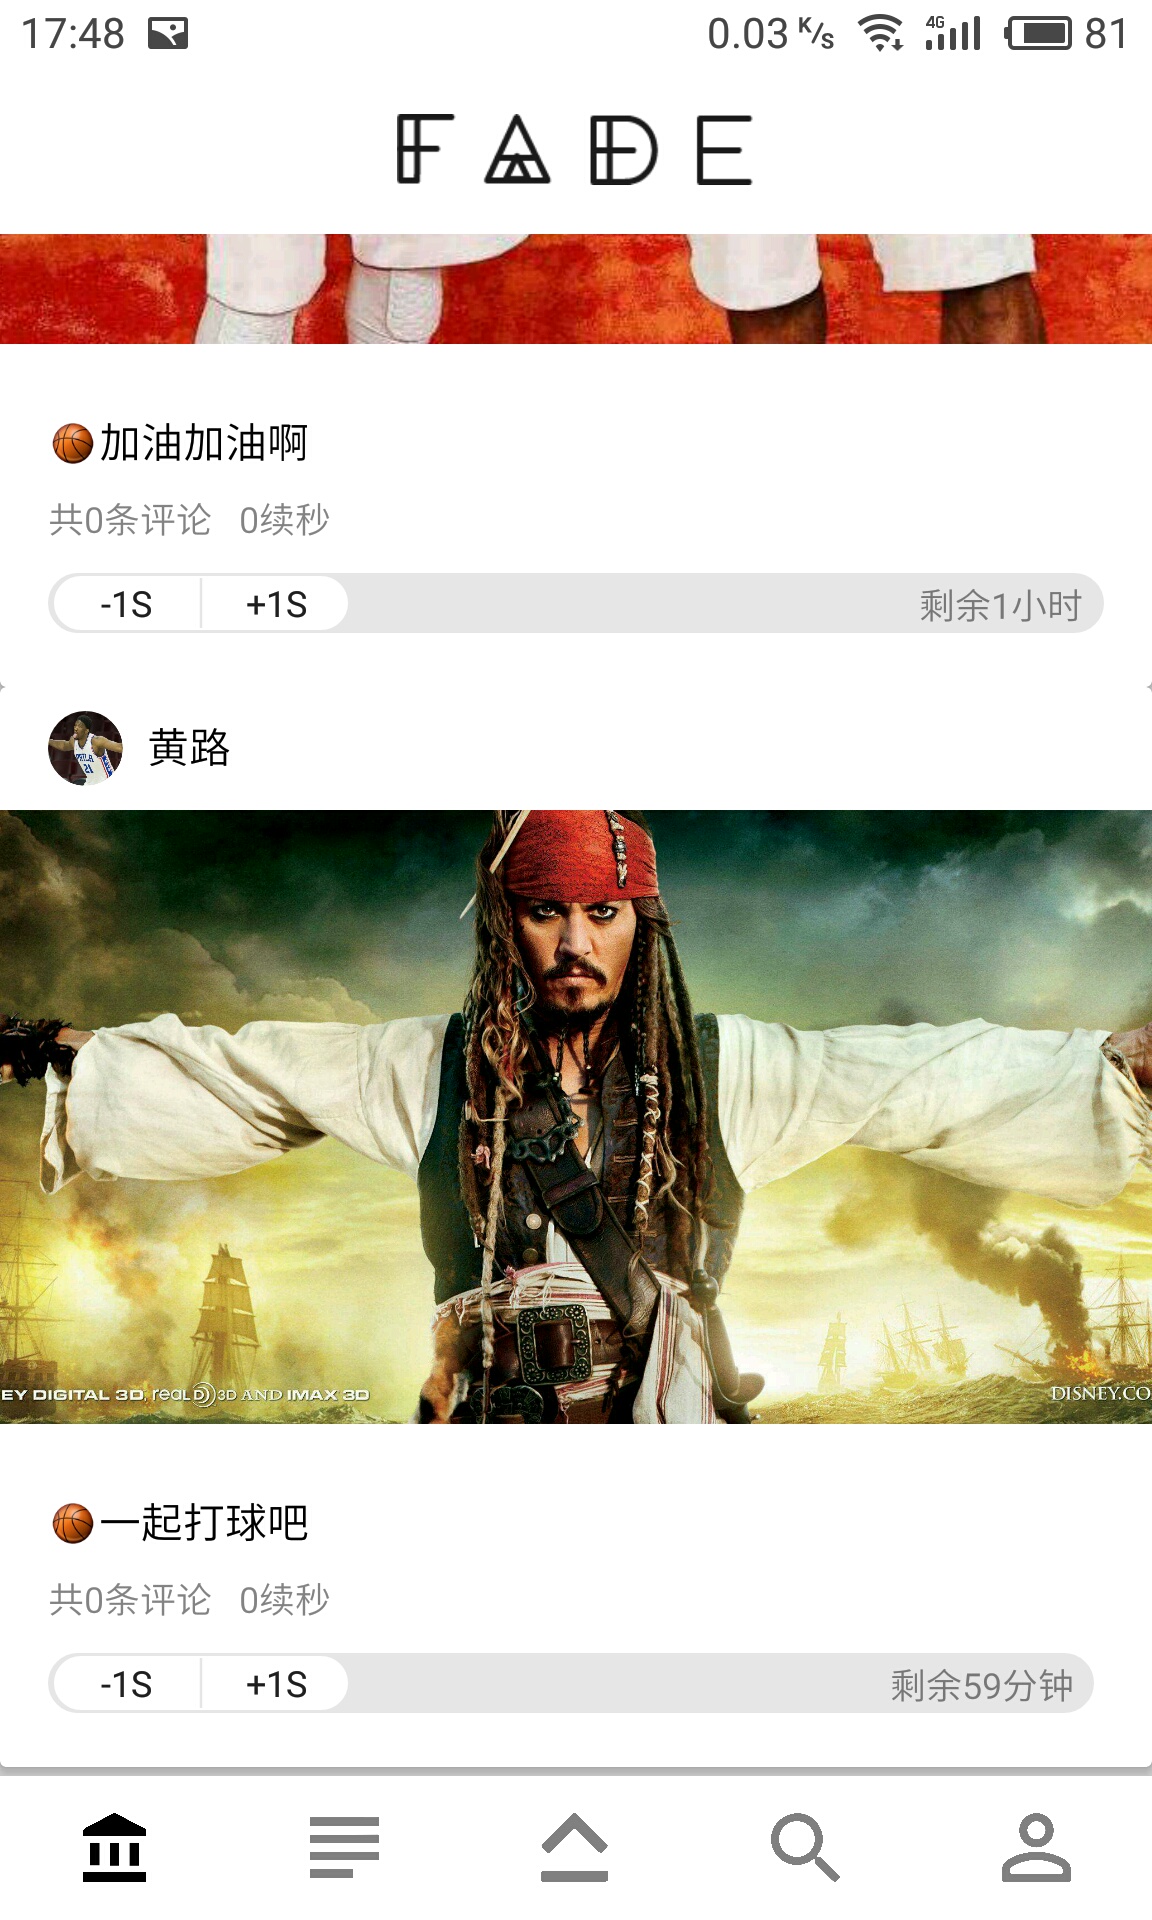 17:48
0.03 K/s 4G 81
FADE
加油加油啊
共0条评论 0续秒
-1S +1S 剩余1小时
黄路
PHILA
21
EY DIGITAL 3D, REAL D 3D AND IMAX 3D
DISNEY.CO
一起打球吧
共0条评论 0续秒
-1S +1S 剩余59分钟